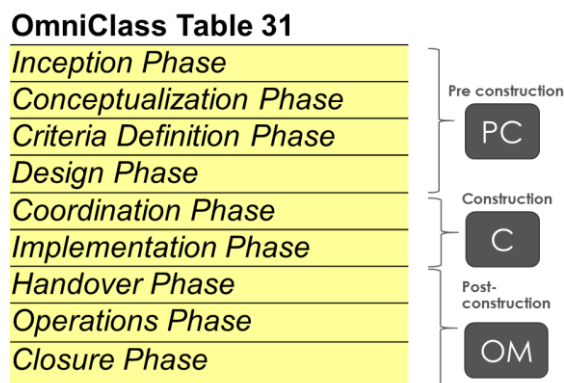 OmniClass Table 31
Inception Phase
Conceptualization Phase
Criteria Definition Phase
Design Phase
Coordination Phase
Implementation Phase
Handover Phase
Operations Phase
Closure Phase
Pre construction
PC
Construction
C
Post-
construction
OM